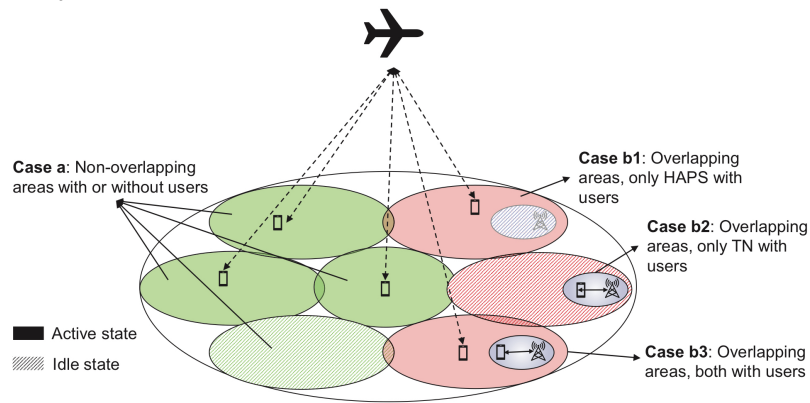 Case a: Non-overlapping
areas with or without users
Case b1: Overlapping
areas, only HAPS with
users
Case b2: Overlapping
areas, only TN with
users
Active state
Idle state
Case b3: Overlapping
areas, both with users